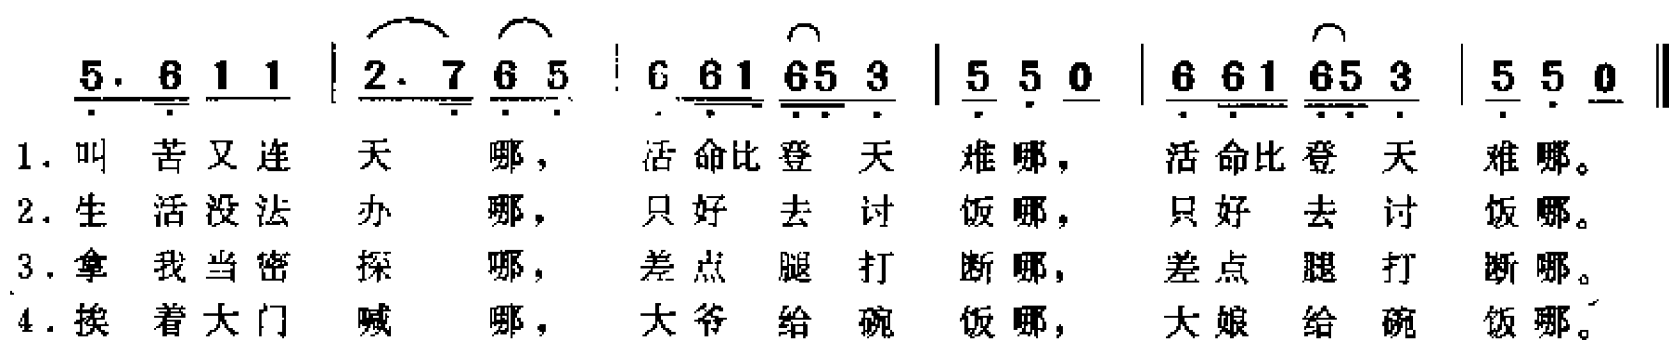 5. 6 1 1 | 2. 7 6 5 | 6 61 65 3 | 5 5 0 | 6 61 65 3 | 5 5 0 ‖
1. 叫 苦 又 连 天 哪, 活 命比 登 天 难 哪, 活 命比 登 天 难 哪。
2. 生 活 没 法 办 哪, 只 好 去 讨 饭 哪, 只 好 去 讨 饭 哪。
3. 拿 我 当 密 探 哪, 差 点 腿 打 断 哪, 差 点 腿 打 断 哪。
4. 挨 着 大 门 喊 哪, 大 爷 给 碗 饭 哪, 大 娘 给 碗 饭 哪。